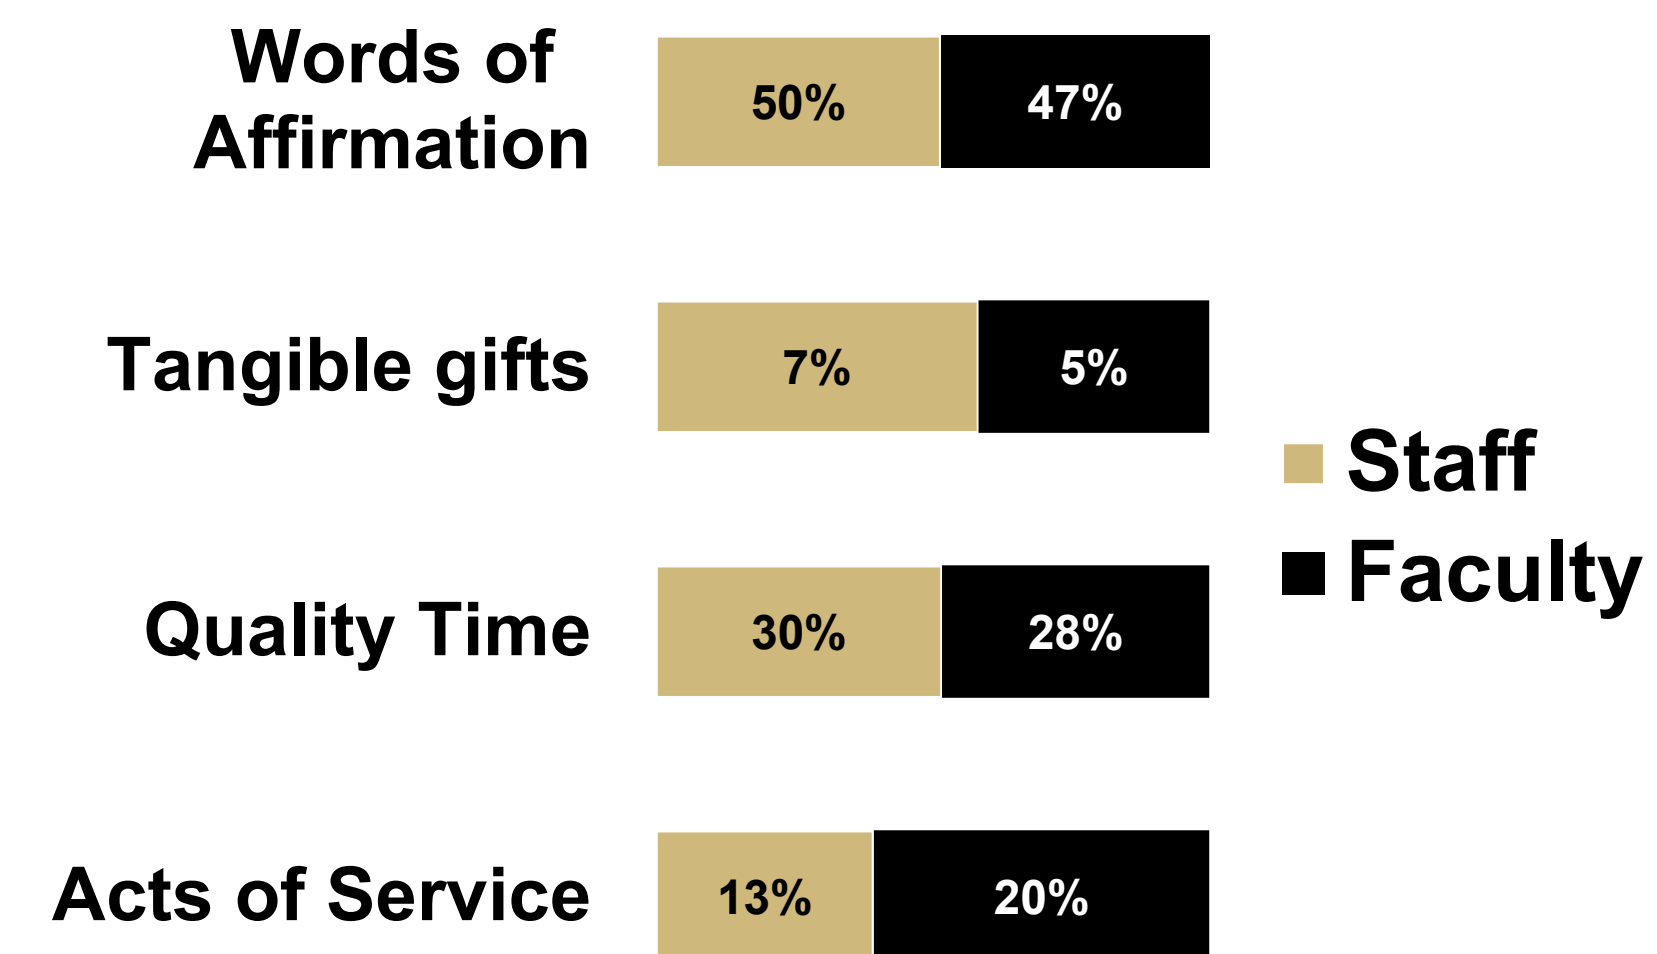 Words of
Affirmation
50% 47%
Tangible gifts
7% 5%
Staff
Faculty
Quality Time
30% 28%
Acts of Service
13% 20%